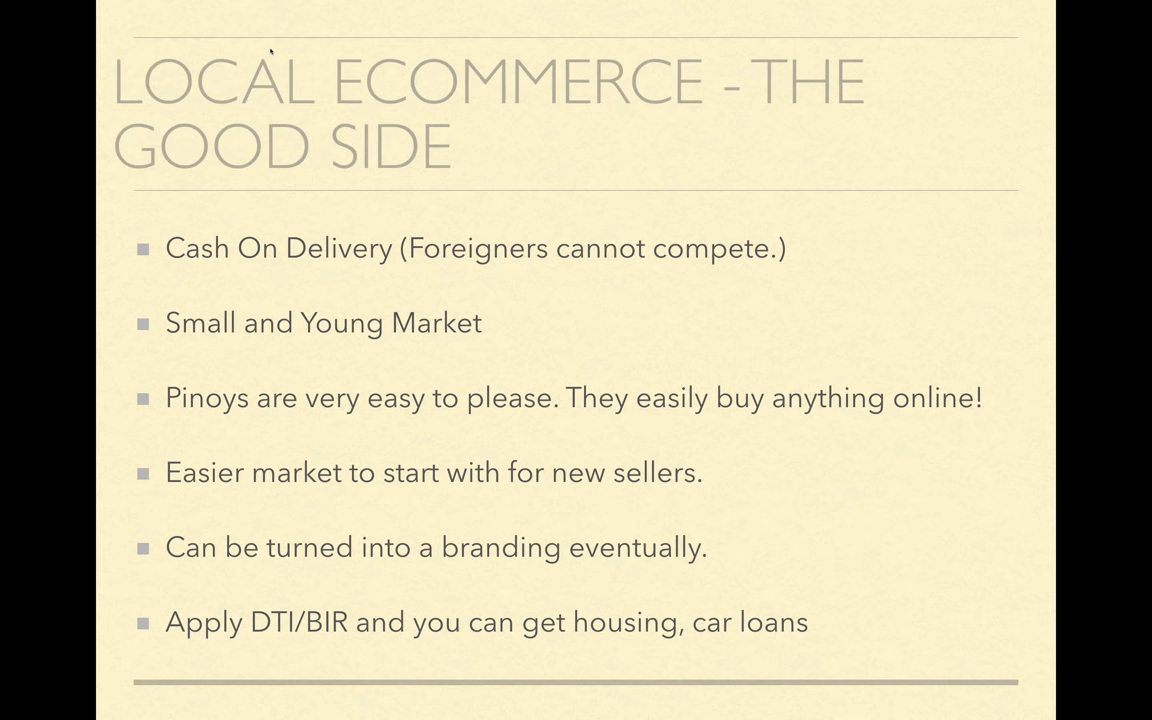 LOCAL ECOMMERCE - THE
GOOD SIDE
Cash On Delivery (Foreigners cannot compete.)
Small and Young Market
Pinoys are very easy to please. They easily buy anything online!
Easier market to start with for new sellers.
Can be turned into a branding eventually.
Apply DTI/BIR and you can get housing, car loans